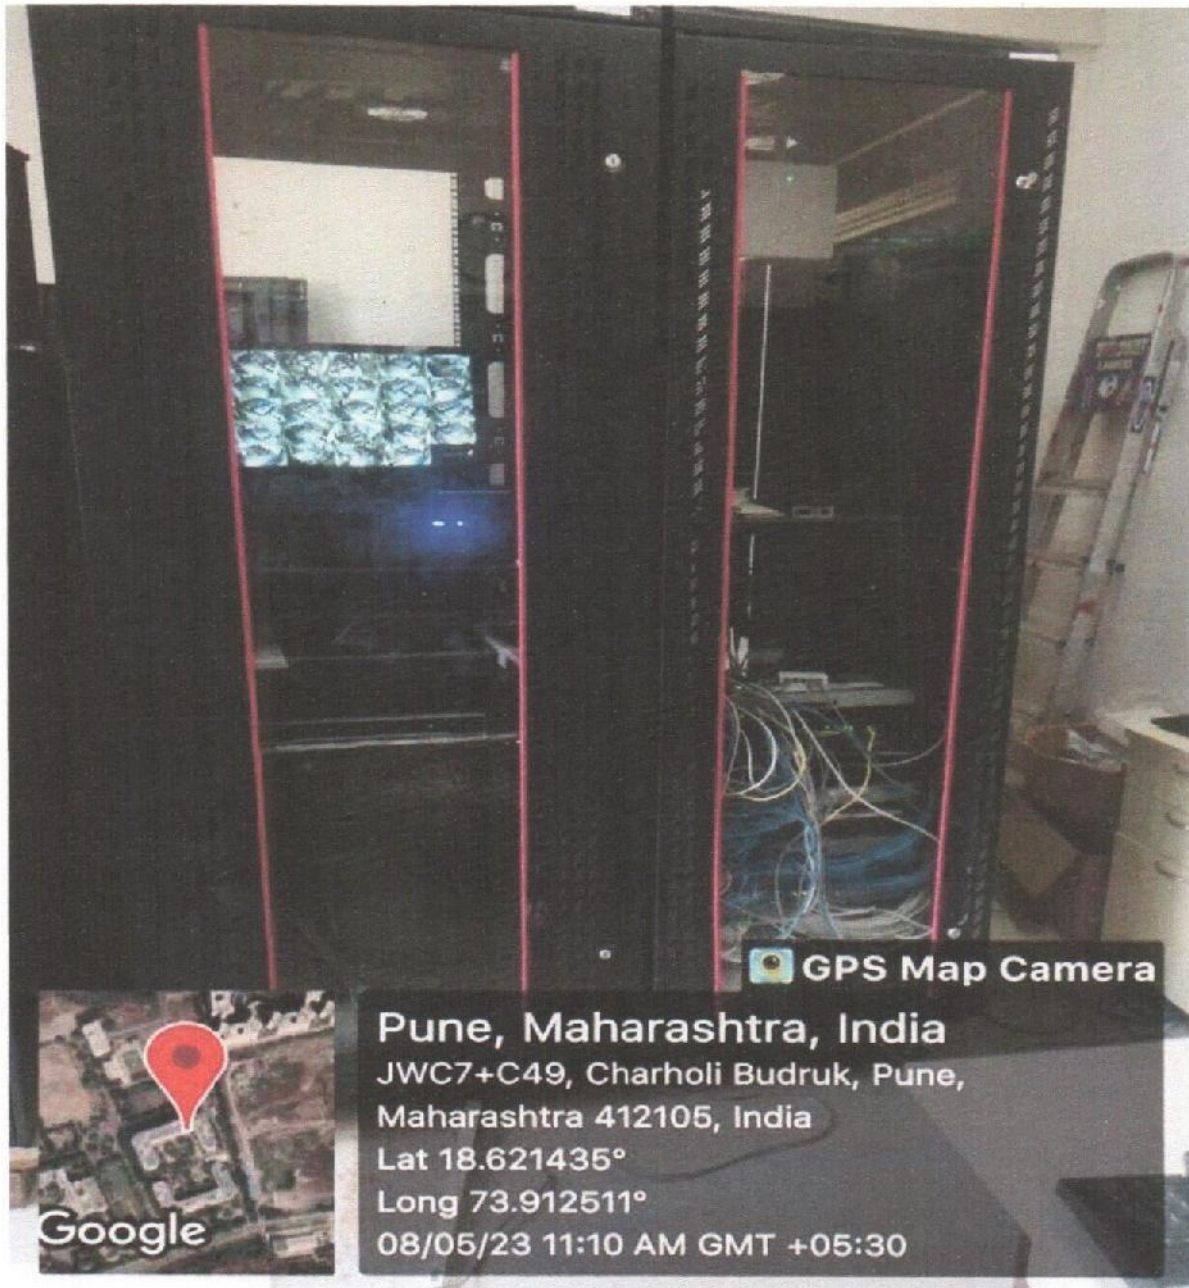 GPS Map Camera
Pune, Maharashtra, India
JWC7+C49, Charholi Budruk, Pune,
Maharashtra 412105, India
Lat 18.621435°
Long 73.912511°
08/05/23 11:10 AM GMT +05:30
Google